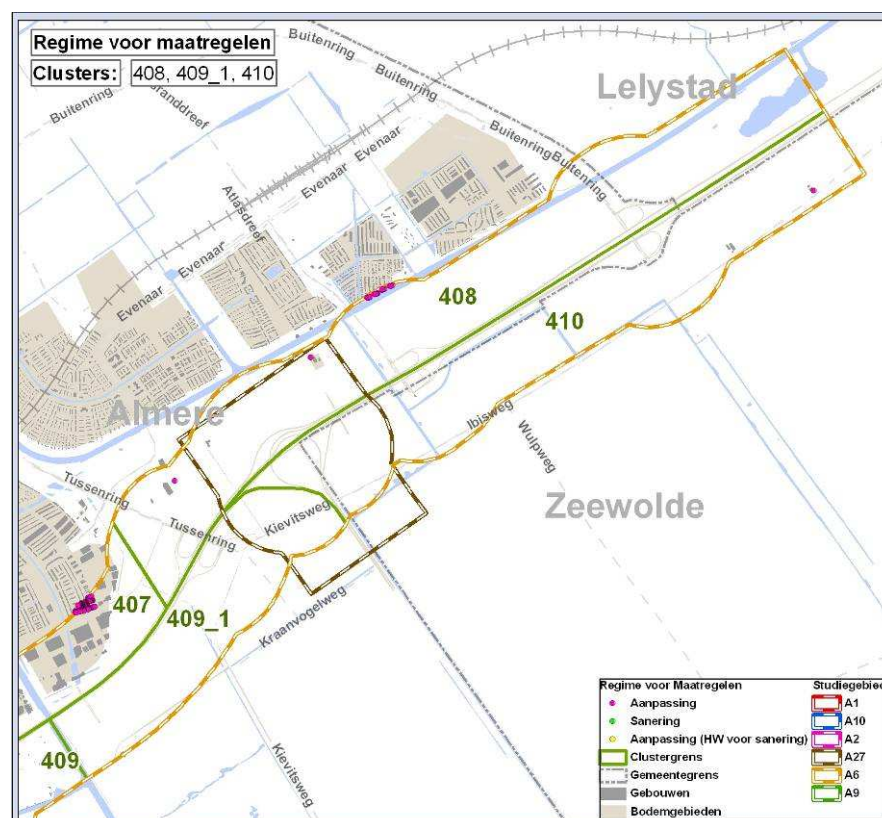 Regime voor maatregelen
Clusters: 408, 409_1, 410
Buitenring
Buitenring
Buitenring
Lelystad
Buitenring
Buitenring
Buitenring
Evenaar
Evenaar
Atlasdreef
Evenaar
Evenaar
408
410
Almere
Ibisweg
Wulpweg
Zeewolde
Tussenring
Tussenring
Kievitsweg
407
409_1
Kraanvogelweg
409
Kievitsweg
Regime voor Maatregelen
Aanpassing
Sanering
Aanpassing (HW voor sanering)
Clustergrens
Gemeentegrens
Gebouwen
Bodemgebieden
Studiegebied
A1
A10
A2
A27
A6
A9